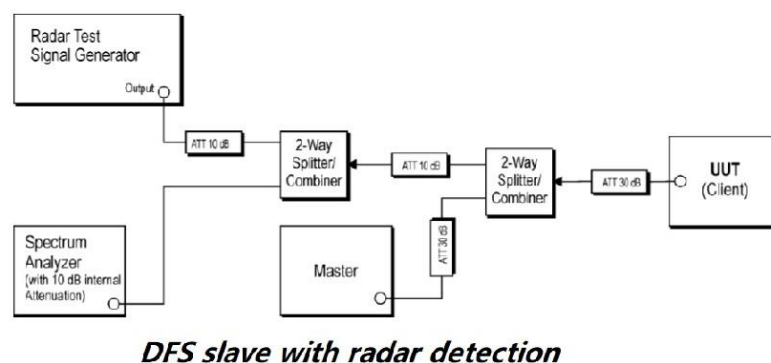 Radar Test
Signal Generator
Output
ATT 10 dB
2-Way
Splitter/
Combiner
ATT 10 dB
2-Way
Splitter/
Combiner
ATT 30 dB
UUT
(Client)
Spectrum
Analyzer
(with 10 dB internal
Attenuation)
Master
ATT 30 dB
DFS slave with radar detection